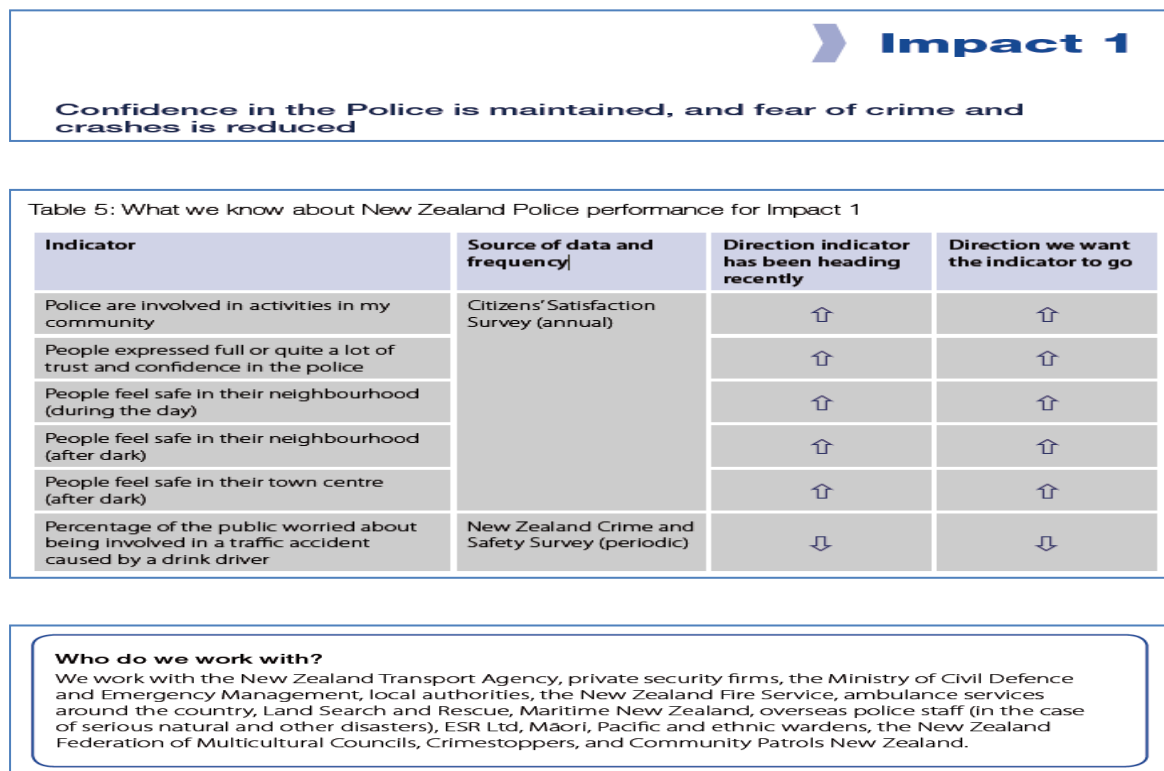 Impact 1
Confidence in the Police is maintained, and fear of crime and
crashes is reduced
Table 5: What we know about New Zealand Police performance for Impact 1
Indicator
Source of data and
frequency
Direction indicator
has been heading
recently
Direction we want
the indicator to go
Police are involved in activities in my
community
Citizens' Satisfaction
Survey (annual)
⇧
⇧
People expressed full or quite a lot of
trust and confidence in the police
⇧
⇧
People feel safe in their neighbourhood
(during the day)
⇧
⇧
People feel safe in their neighbourhood
(after dark)
⇧
⇧
People feel safe in their town centre
(after dark)
⇧
⇧
Percentage of the public worried about
being involved in a traffic accident
caused by a drink driver
New Zealand Crime and
Safety Survey (periodic)
⇩
⇩
Who do we work with?
We work with the New Zealand Transport Agency, private security firms, the Ministry of Civil Defence
and Emergency Management, local authorities, the New Zealand Fire Service, ambulance services
around the country, Land Search and Rescue, Maritime New Zealand, overseas police staff (in the case
of serious natural and other disasters), ESR Ltd, Māori, Pacific and ethnic wardens, the New Zealand
Federation of Multicultural Councils, Crimestoppers, and Community Patrols New Zealand.